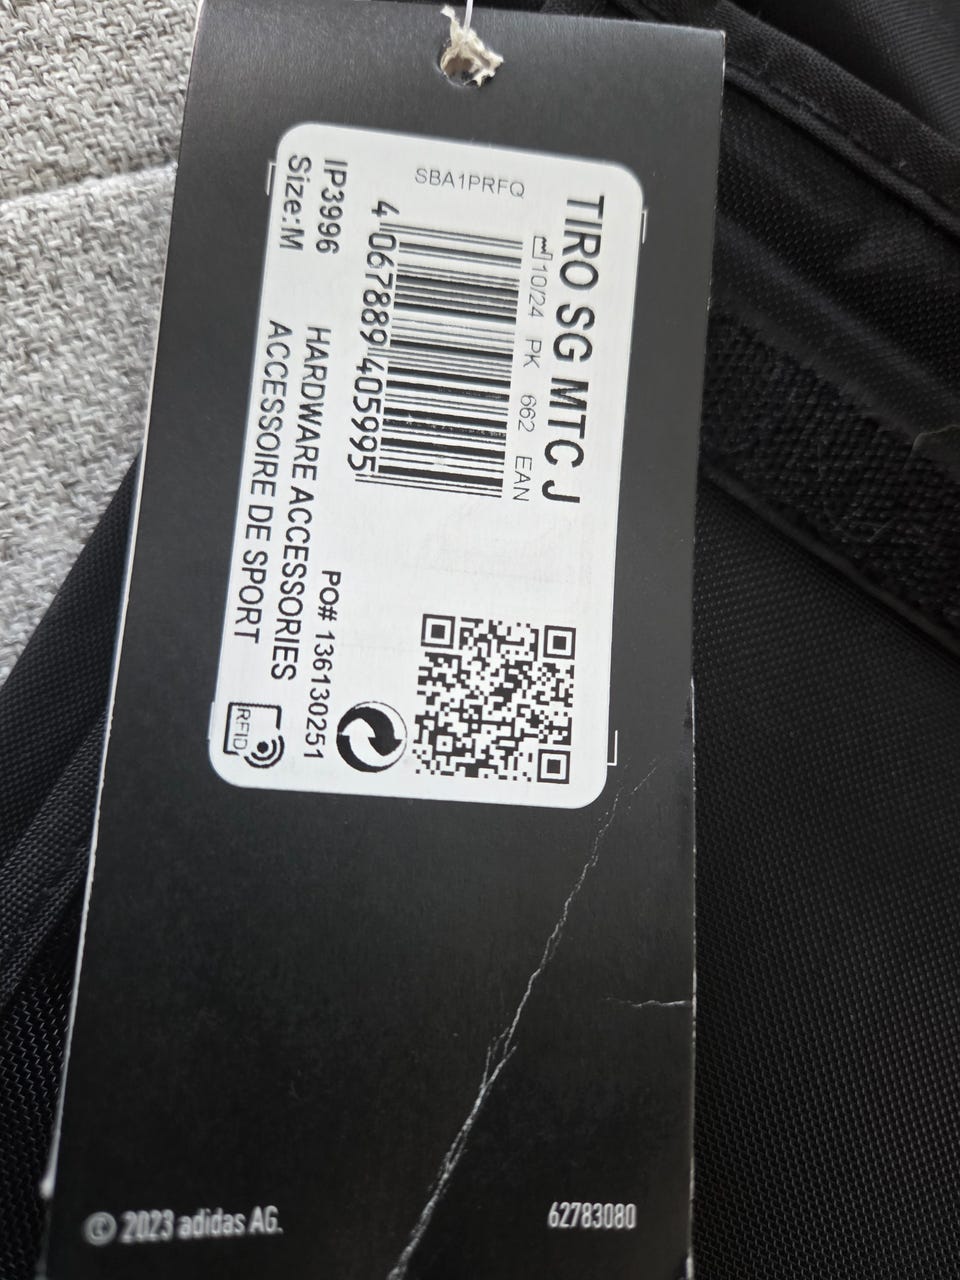 SBA1PRFQ
TIRO SG MTC J
10/24 PK 662 EAN
4 067889 405995
IP3996
Size:M
HARDWARE ACCESSORIES
ACCESSOIRE DE SPORT
PO# 136130251
RFID
© 2023 adidas AG.
62783080